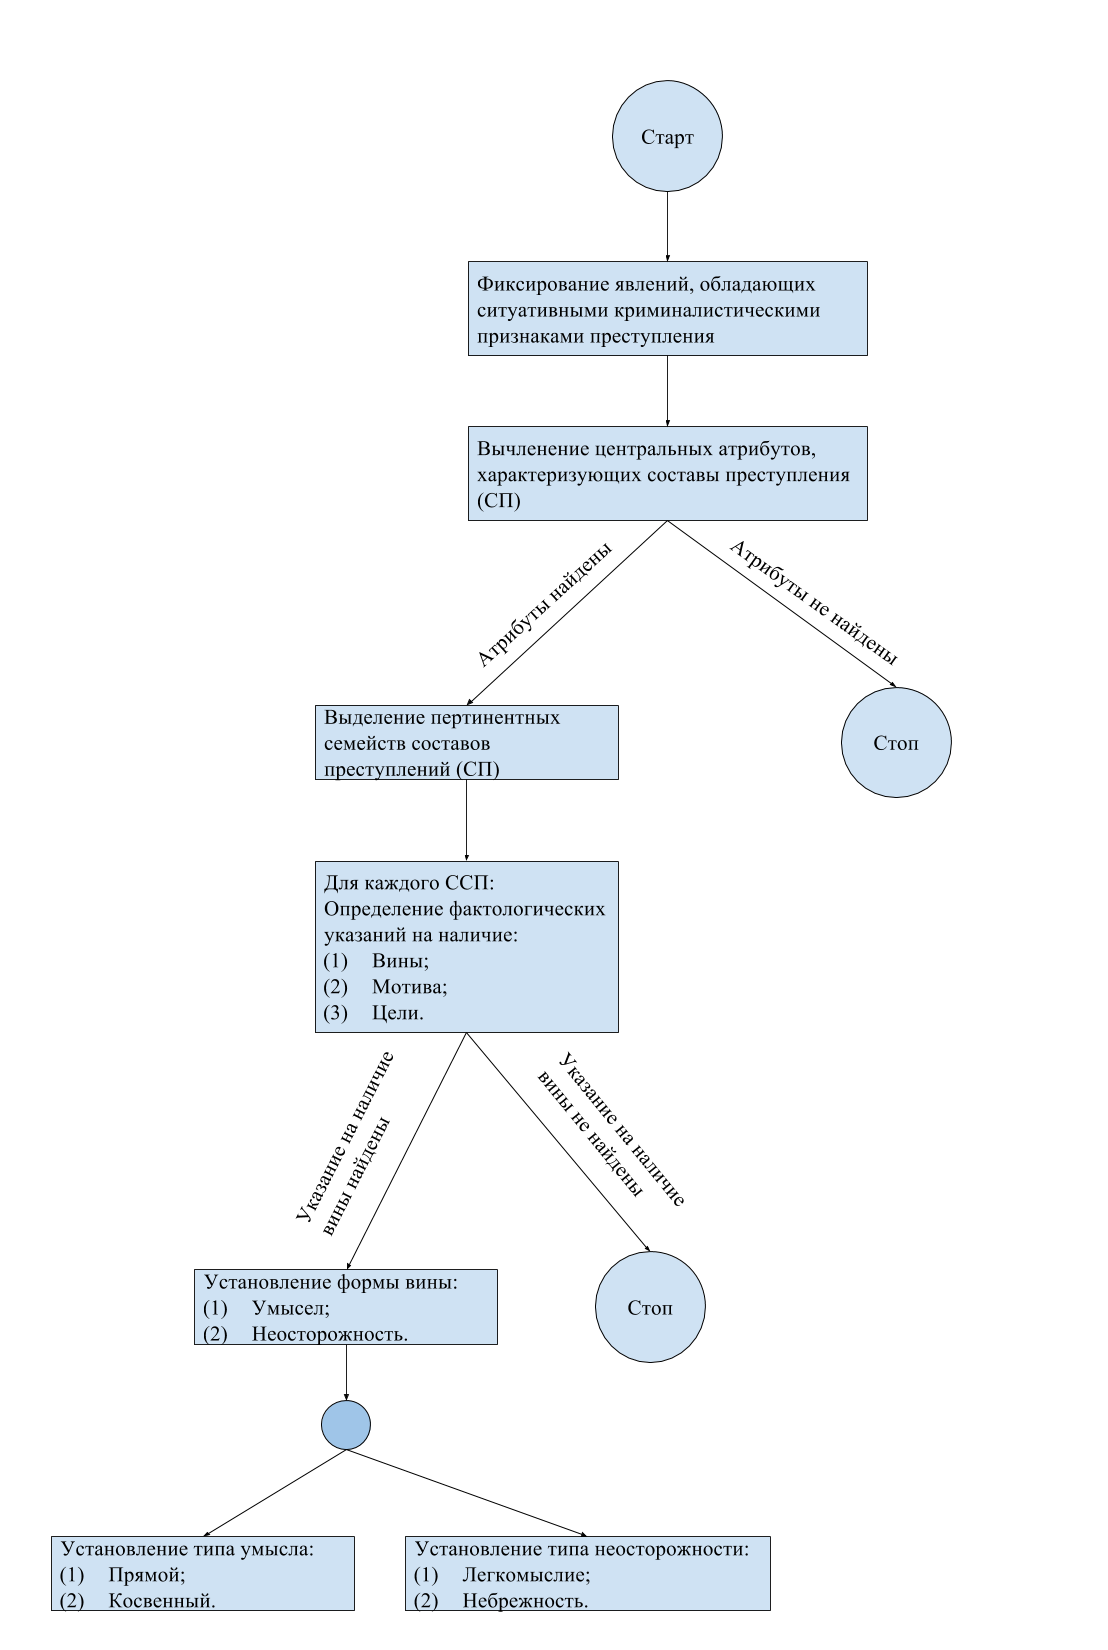 Старт
Фиксирование явлений, обладающих
ситуативными криминалистическими
признаками преступления
Вычленение центральных атрибутов,
характеризующих составы преступления
(СП)
Атрибуты найдены
Атрибуты не найдены
Выделение пертинентных
семейств составов
преступлений (СП)
Стоп
Для каждого ССП:
Определение фактологических
указаний на наличие:
(1) Вины;
(2) Мотива;
(3) Цели.
Указание на наличие
вины найдены
Указание на наличие
вины не найдены
Установление формы вины:
(1) Умысел;
(2) Неосторожность.
Стоп
Установление типа умысла:
(1) Прямой;
(2) Косвенный.
Установление типа неосторожности:
(1) Легкомыслие;
(2) Небрежность.